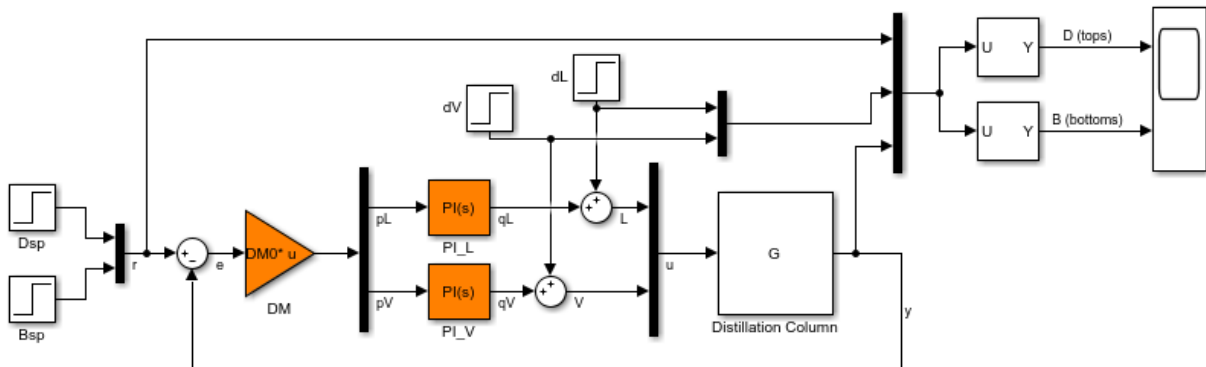 dL
dV
U
Y
D (tops)
U
Y
B (bottoms)
Dsp
Bsp
r
+
−
e
DM0* u
DM
pL
pV
PI(s)
PI_L
qL
PI(s)
PI_V
qV
+
+
L
+
+
V
u
G
Distillation Column
y